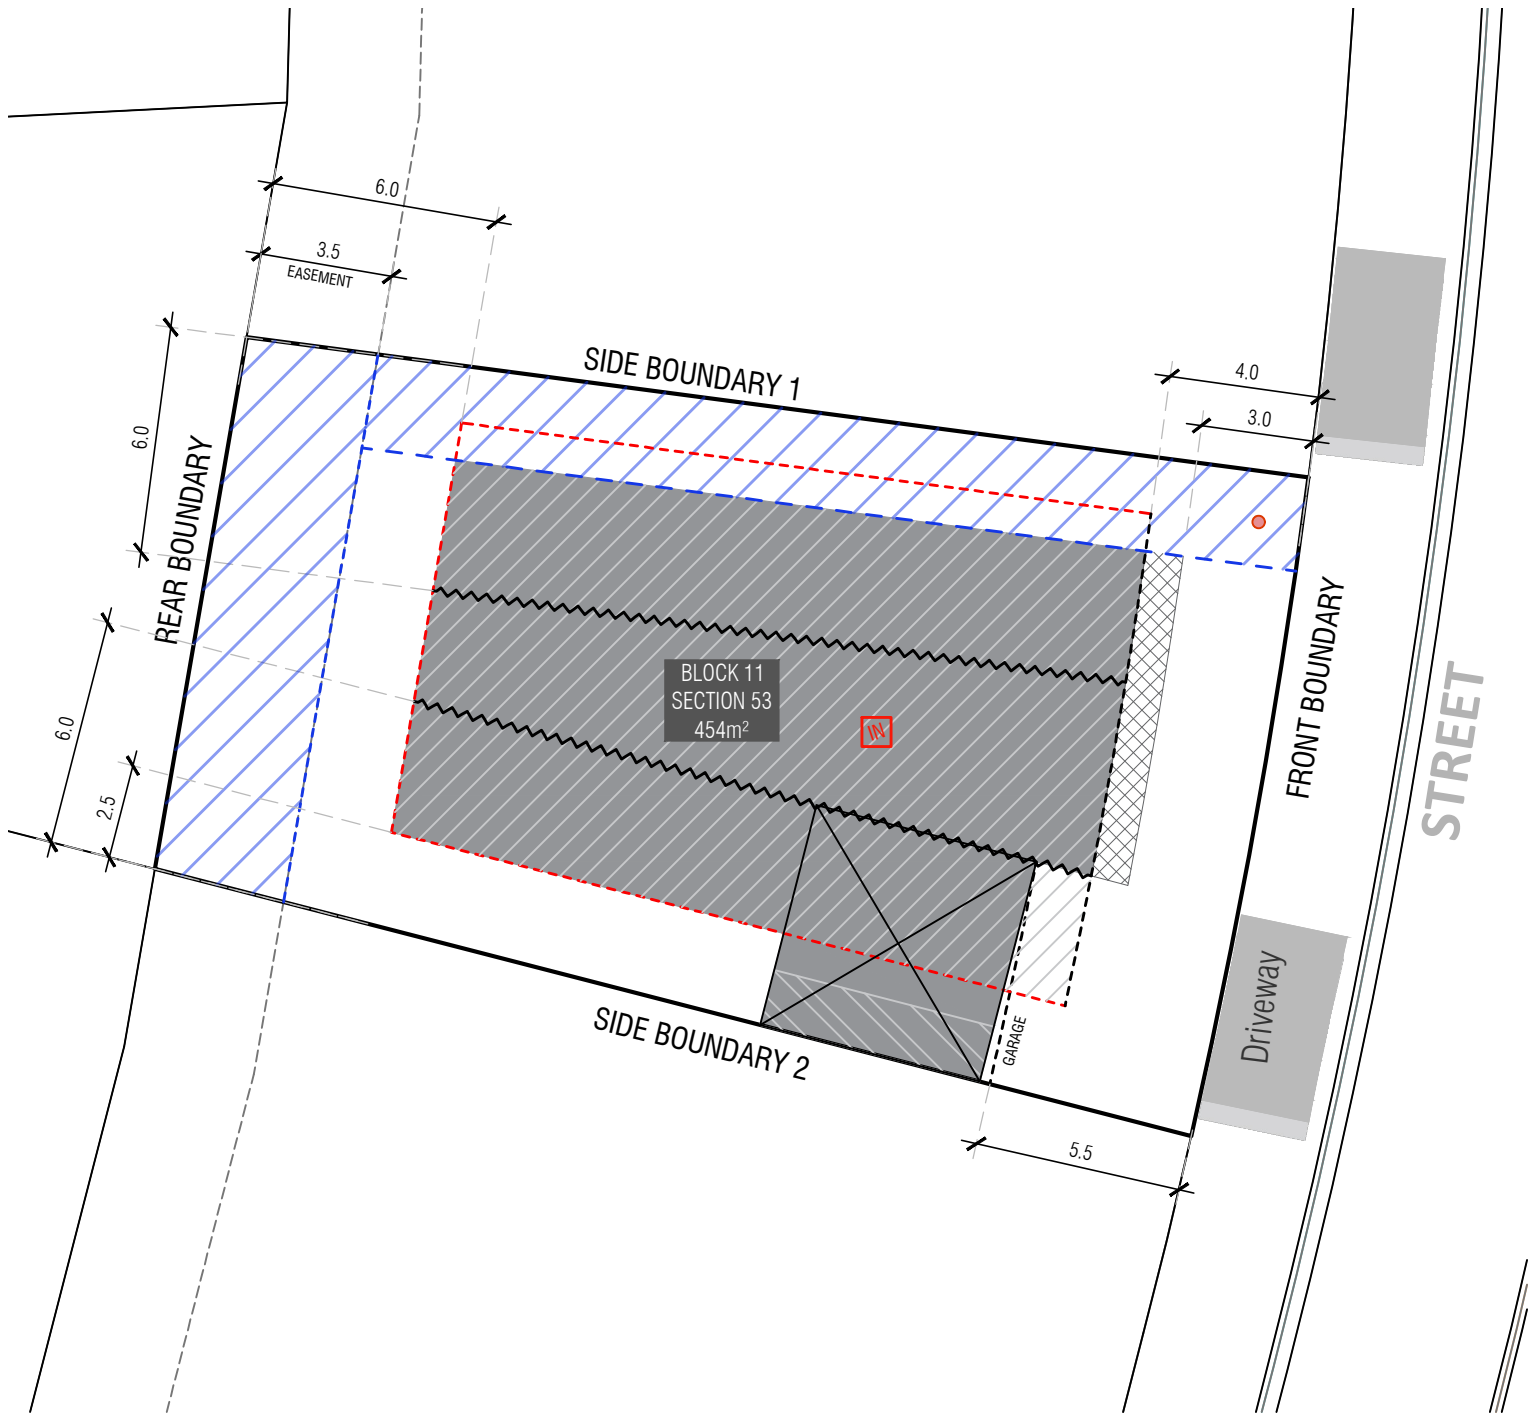 6.0
3.5
EASEMENT
SIDE BOUNDARY 1
4.0
3.0
6.0
REAR BOUNDARY
BLOCK 11
SECTION 53
454m²
IN
FRONT BOUNDARY
STREET
6.0
2.5
Driveway
GARAGE
SIDE BOUNDARY 2
5.5